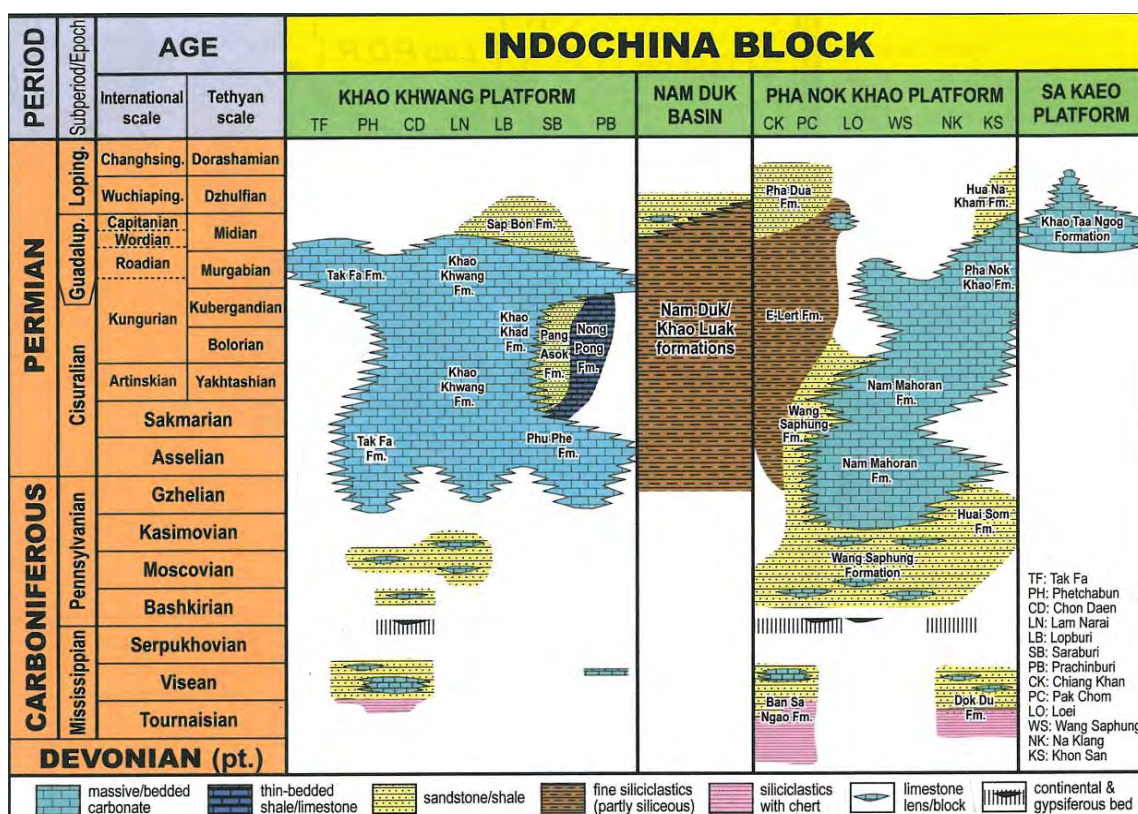 PERIOD
Subperiod/Epoch
AGE
International scale
Tethyan scale
INDOCHINA BLOCK
KHAO KHWANG PLATFORM
TF PH CD LN LB SB PB
NAM DUK BASIN
PHA NOK KHAO PLATFORM
CK PC LO WS NK KS
SA KAEO PLATFORM
PERMIAN
CARBONIFEROUS
DEVONIAN (pt.)
Loping.
Guadalup.
Cisuralian
Pennsylvanian
Mississippian
Changhsing. Dorashamian
Wuchiaping. Dzhulfian
Capitanian
Wordian
Midian
Roadian
Murgabian
Kungurian
Kubergandian
Bolorian
Artinskian Yakhtashian
Sakmarian
Asselian
Gzhelian
Kasimovian
Moscovian
Bashkirian
Serpukhovian
Visean
Tournaisian
Sap Bon Fm.
Tak Fa Fm.
Khao
Khwang
Fm.
Khao
Khad
Fm.
Pang
Asok
Fm.
Nong
Pong
Fm.
Khao
Khwang
Fm.
Tak Fa
Fm.
Phu Phe
Fm.
Nam Duk/
Khao Luak
formations
Pha Dua
Fm.
Hua Na
Kham Fm.
Pha Nok
Khao Fm.
E-Lert Fm.
Nam Mahoran
Fm.
Wang
Saphung
Fm.
Nam Mahoran
Fm.
Huai Som
Fm.
Wang Saphung
Formation
Ban Sa
Ngao Fm.
Dok Du
Fm.
Khao Taa Ngog
Formation
TF: Tak Fa
PH: Phetchabun
CD: Chon Daen
LN: Lam Narai
LB: Lopburi
SB: Saraburi
PB: Prachinburi
CK: Chiang Khan
PC: Pak Chom
LO: Loei
WS: Wang Saphung
NK: Na Klang
KS: Khon San
massive/bedded
carbonate
thin-bedded
shale/limestone
sandstone/shale
fine siliciclastics
(partly siliceous)
siliciclastics
with chert
limestone
lens/block
continental &
gypsiferous bed